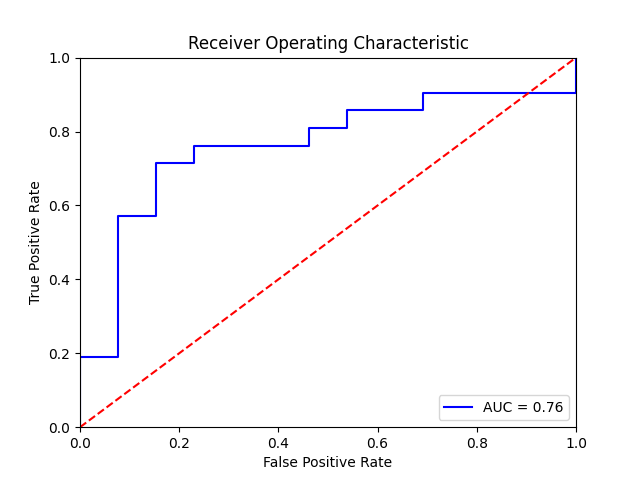 Receiver Operating Characteristic
True Positive Rate
1.0
0.8
0.6
0.4
0.2
0.0
AUC = 0.76
0.0 0.2 0.4 0.6 0.8 1.0
False Positive Rate